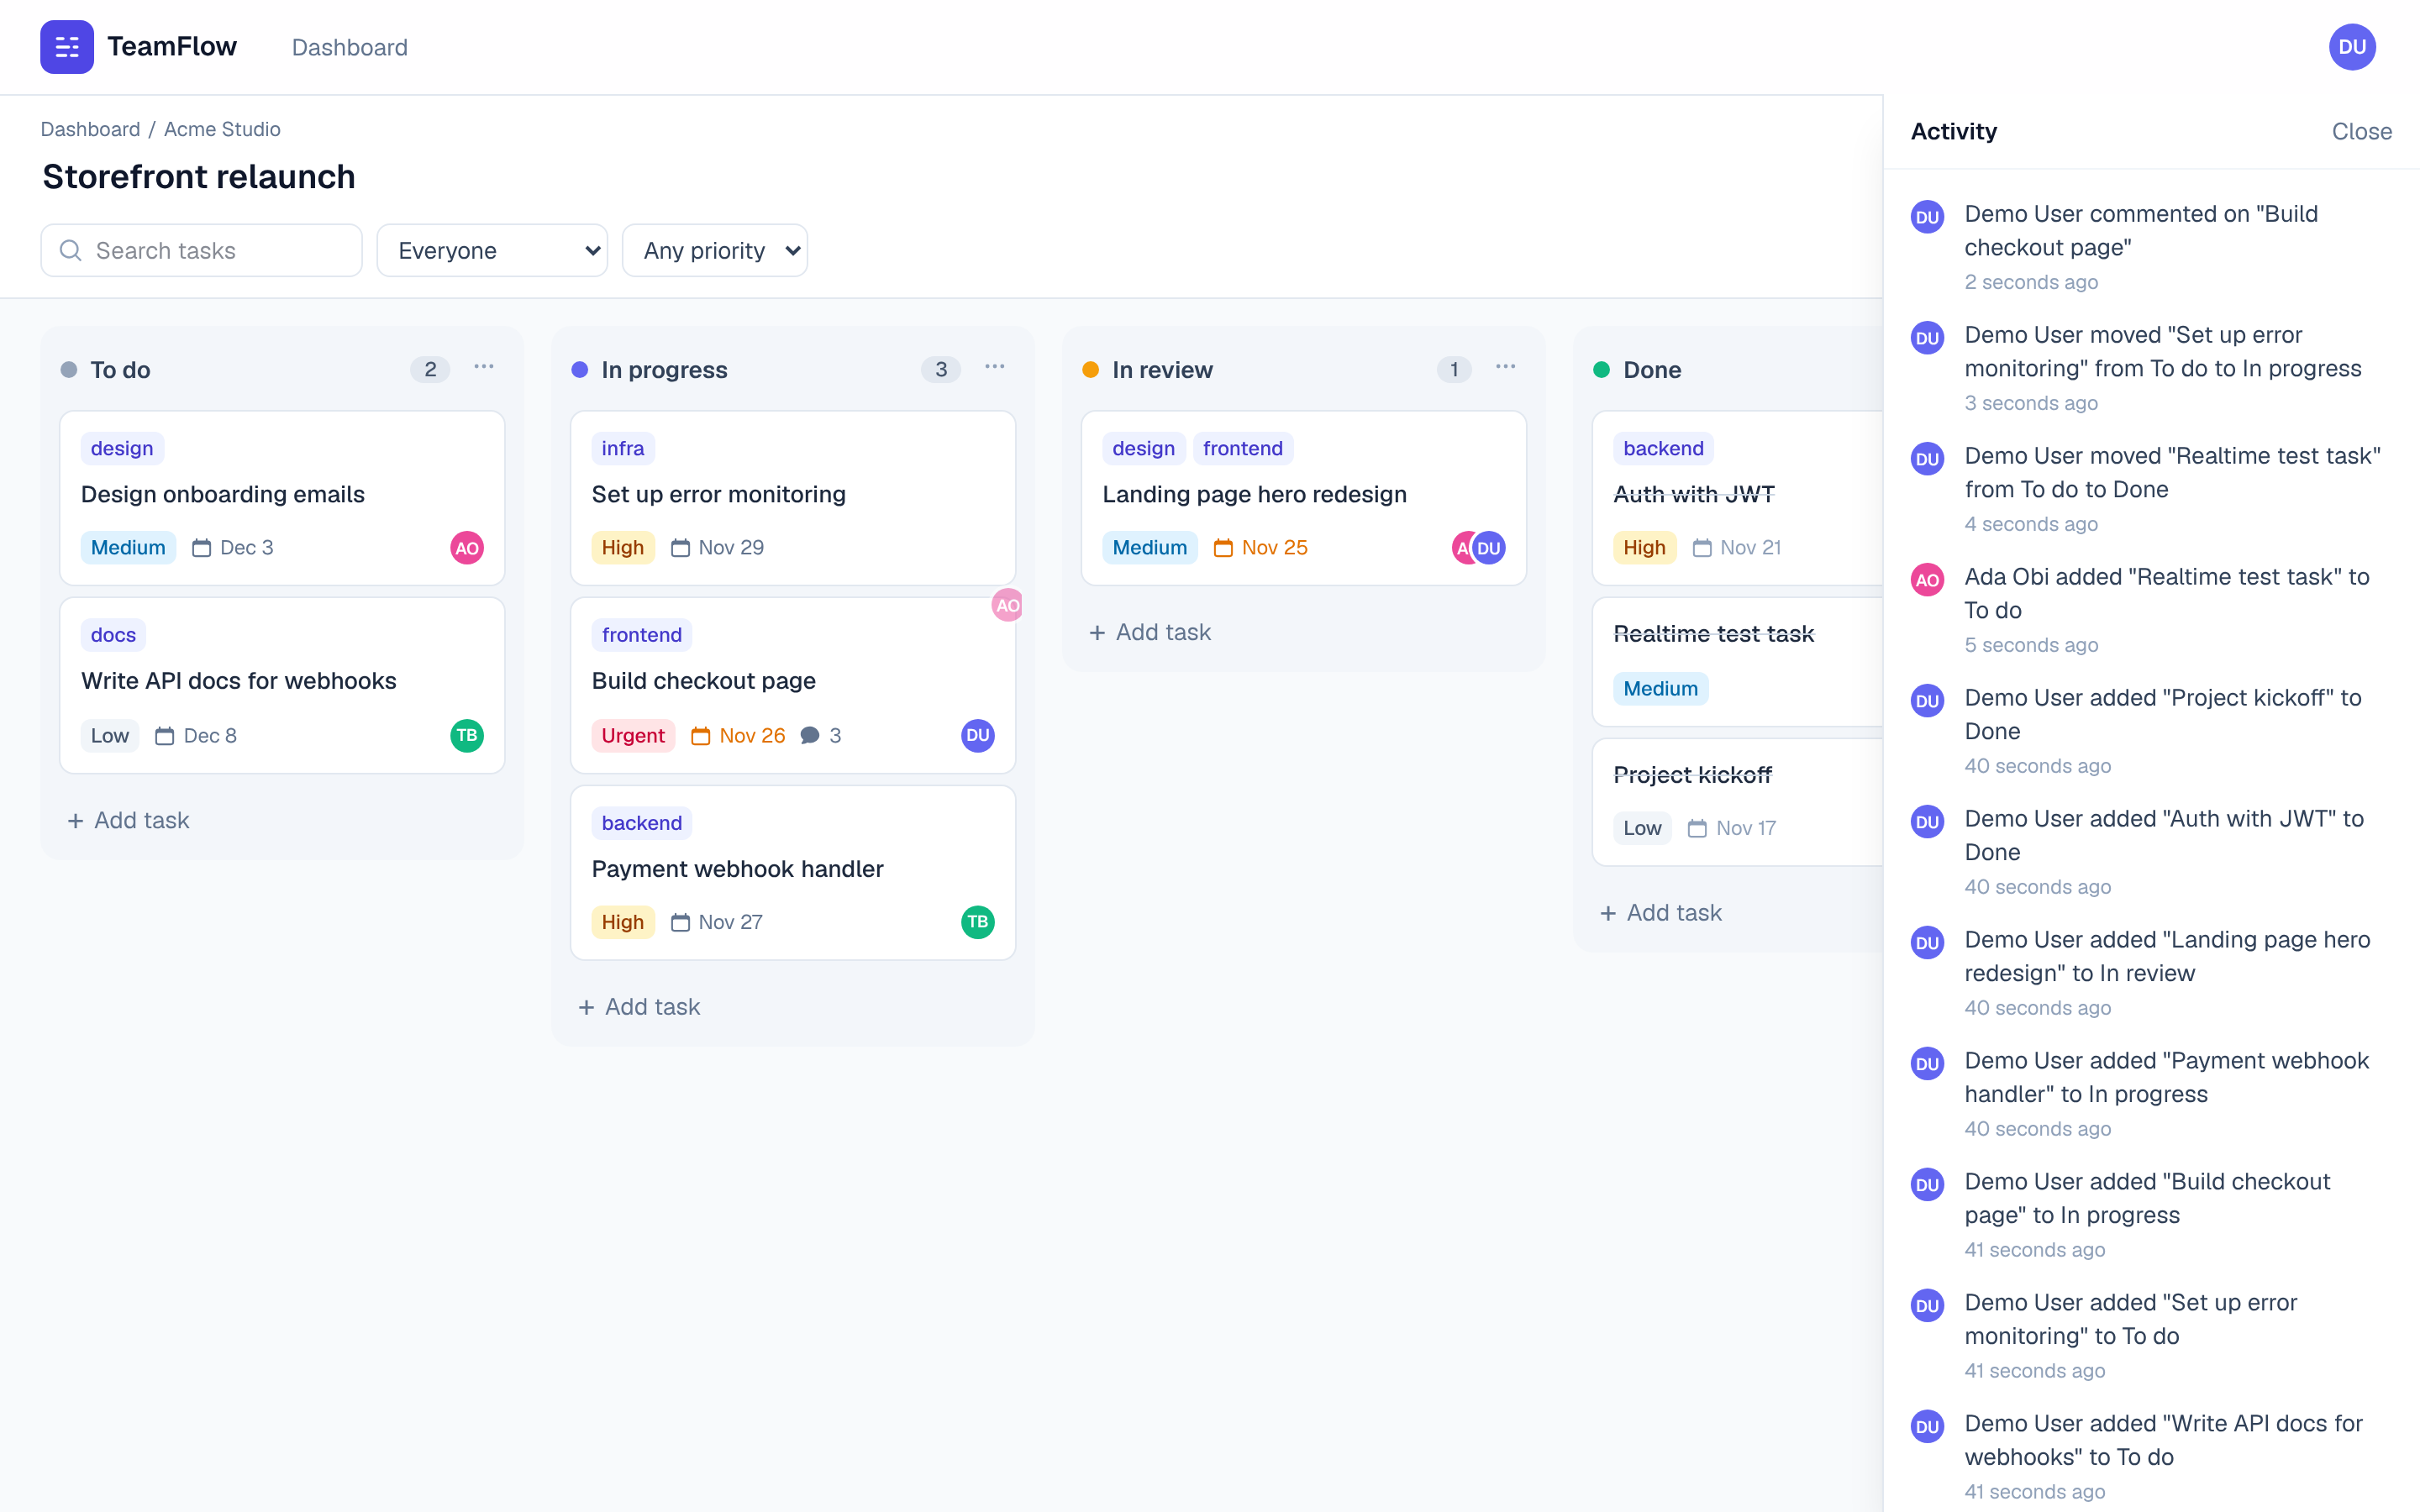 TeamFlow
Dashboard
DU
Dashboard / Acme Studio
Storefront relaunch
Search tasks
Everyone
Any priority
To do
2
design
Design onboarding emails
Medium
Dec 3
AO
docs
Write API docs for webhooks
Low
Dec 8
TB
+ Add task
In progress
3
infra
Set up error monitoring
High
Nov 29
AO
frontend
Build checkout page
Urgent
Nov 26
3
DU
backend
Payment webhook handler
High
Nov 27
TB
+ Add task
In review
1
design
frontend
Landing page hero redesign
Medium
Nov 25
A
DU
+ Add task
Done
backend
Auth with JWT
High
Nov 21
Realtime test task
Medium
Project kickoff
Low
Nov 17
+ Add task
Activity
Close
DU
Demo User commented on "Build
checkout page"
2 seconds ago
DU
Demo User moved "Set up error
monitoring" from To do to In progress
3 seconds ago
DU
Demo User moved "Realtime test task"
from To do to Done
4 seconds ago
AO
Ada Obi added "Realtime test task" to
To do
5 seconds ago
DU
Demo User added "Project kickoff" to
Done
40 seconds ago
DU
Demo User added "Auth with JWT" to
Done
40 seconds ago
DU
Demo User added "Landing page hero
redesign" to In review
40 seconds ago
DU
Demo User added "Payment webhook
handler" to In progress
40 seconds ago
DU
Demo User added "Build checkout
page" to In progress
41 seconds ago
DU
Demo User added "Set up error
monitoring" to To do
41 seconds ago
DU
Demo User added "Write API docs for
webhooks" to To do
41 seconds ago